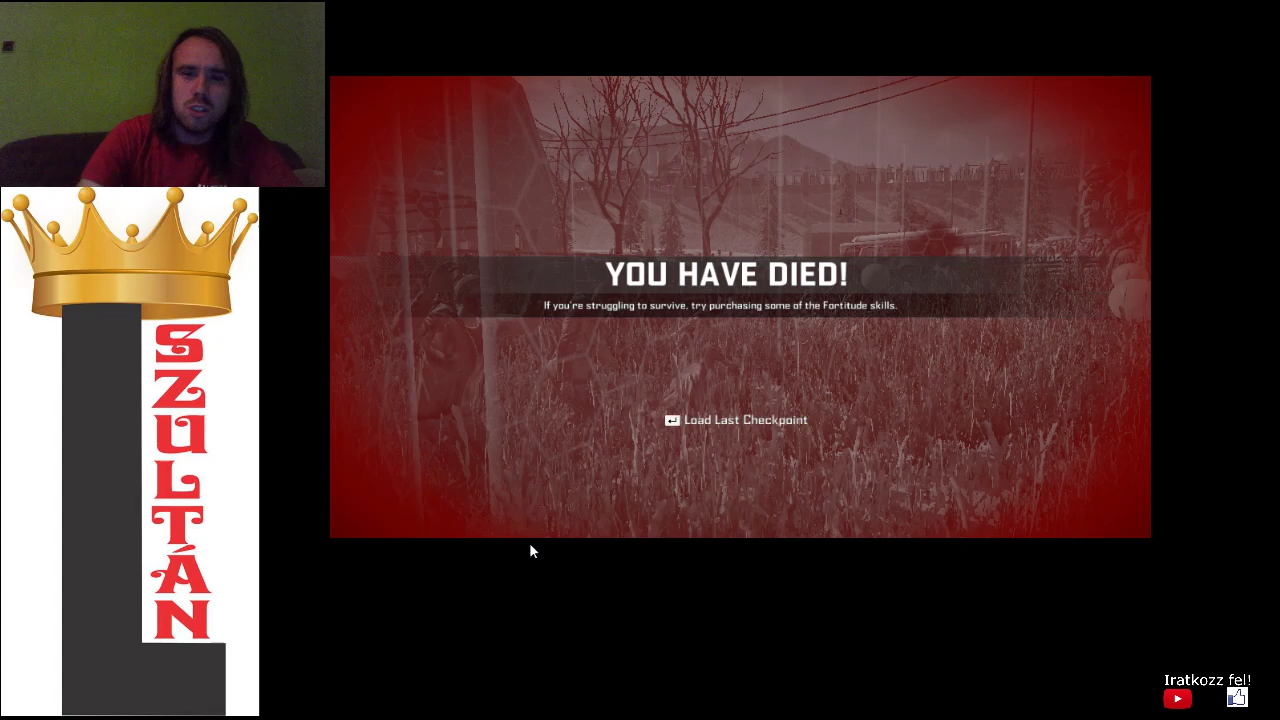 SZULTÁN
YOU HAVE DIED!
If you're struggling to survive, try purchasing some of the Fortitude skills.
Load Last Checkpoint
Iratkozz fel!